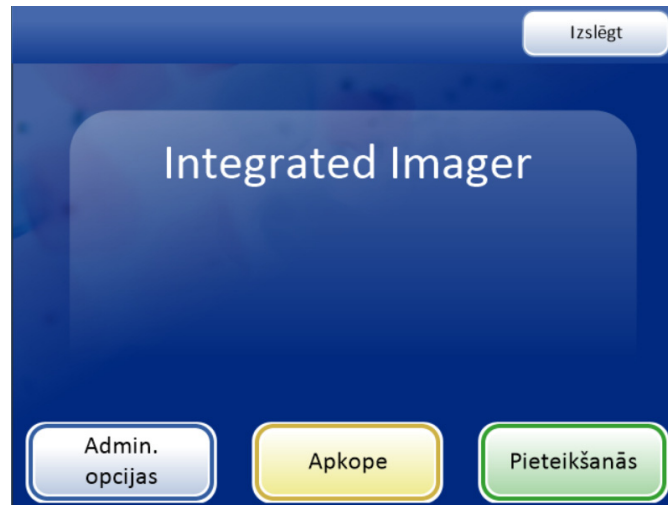 Izslēgt
Integrated Imager
Admin.
opcijas
Apkope
Pieteikšanās